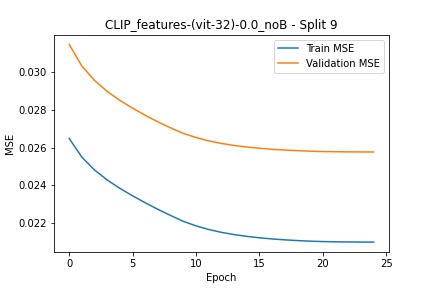 CLIP_features-(vit-32)-0.0_noB - Split 9
Train MSE
Validation MSE
0.030
0.028
0.026
0.024
0.022
MSE
0
5
10
15
20
25
Epoch